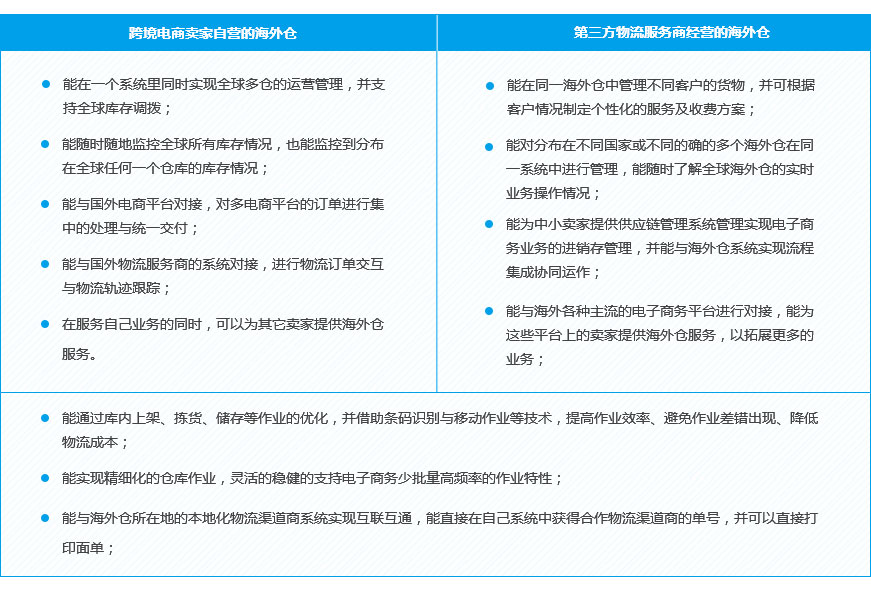 跨境电商卖家自营的海外仓
第三方物流服务商经营的海外仓
能在一个系统里同时实现全球多仓的运营管理，并支
持全球库存调拨；
能随时随地监控全球所有库存情况，也能监控到分布
在全球任何一个仓库的库存情况；
能与国外电商平台对接，对多电商平台的订单进行集
中的处理与统一交付；
能与国外物流服务商的系统对接，进行物流订单交互
与物流轨迹跟踪；
在服务自己业务的同时，可以为其它卖家提供海外仓
服务。
能在同一海外仓中管理不同客户的货物，并可根据
客户情况制定个性化的服务及收费方案；
能对分布在不同国家或不同的确的多个海外仓在同
一系统中进行管理，能随时了解全球海外仓的实时
业务操作情况；
能为中小卖家提供供应链管理系统管理实现电子商
务业务的进销存管理，并能与海外仓系统实现流程
集成协同运作；
能与海外各种主流的电子商务平台进行对接，能为
这些平台上的卖家提供海外仓服务，以拓展更多的
业务；
能通过库内上架、拣货、储存等作业的优化，并借助条码识别与移动作业等技术，提高作业效率、避免作业差错出现、降低
物流成本；
能实现精细化的仓库作业，灵活的稳健的支持电子商务少批量高频率的作业特性；
能与海外仓所在地的本地化物流渠道商系统实现互联互通，能直接在自己系统中获得合作物流渠道商的单号，并可以直接打
印面单；